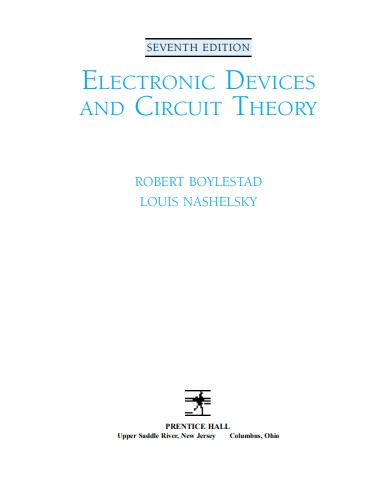 SEVENTH EDITION
ELECTRONIC DEVICES
AND CIRCUIT THEORY
ROBERT BOYLESTAD
LOUIS NASHELSKY
PRENTICE HALL
Upper Saddle River, New Jersey Columbus, Ohio